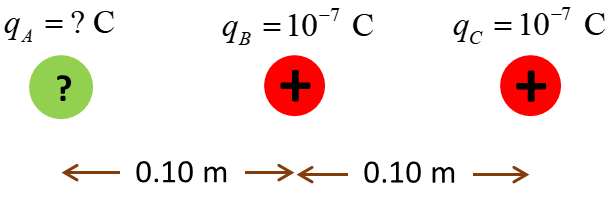 q_A = ? C
q_B = 10⁻⁷ C
q_C = 10⁻⁷ C
?
+
+
0.10 m
0.10 m